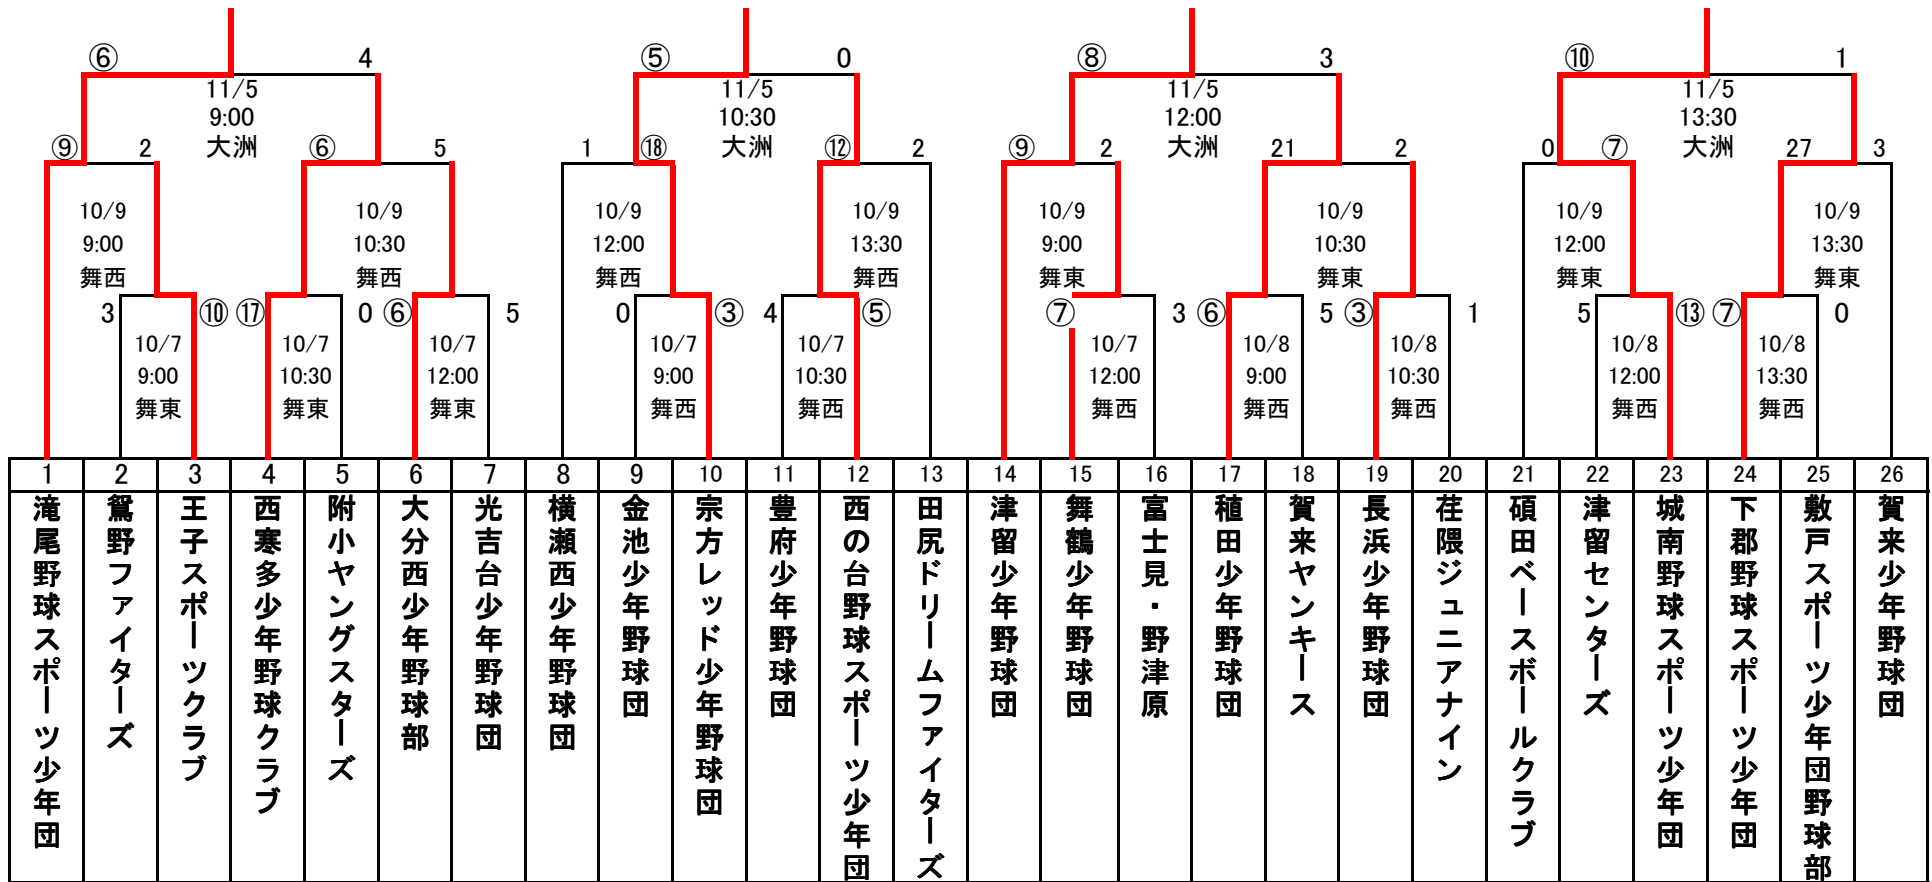 ⑥ 4 ⑤ 0 ⑧ 3 ⑩ 1
11/5 11/5 11/5 11/5
9:00 10:30 12:00 13:30
大洲 大洲 大洲 大洲
⑨ 2 ⑥ 5 1 ⑱ ⑫ 2 ⑨ 2 21 2 0 ⑦ 27 3
10/9 10/9 10/9 10/9 10/9 10/9 10/9 10/9
9:00 10:30 12:00 13:30 9:00 10:30 12:00 13:30
舞西 舞西 舞西 舞西 舞東 舞東 舞東 舞東
3 ⑩ ⑰ 0 ⑥ 5 0 ③ 4 ⑤ ⑦ 3 ⑥ 5 ③ 1 5 ⑬ ⑦ 0
10/7 10/7 10/7 10/7 10/7 10/7 10/8 10/8 10/8 10/8
9:00 10:30 12:00 9:00 10:30 12:00 9:00 10:30 12:00 13:30
舞東 舞東 舞東 舞西 舞西 舞西 舞西 舞西 舞西 舞西
1 2 3 4 5 6 7 8 9 10 11 12 13 14 15 16 17 18 19 20 21 22 23 24 25 26
滝尾野球スポーツ少年団
鴛野ファイターズ
王子スポーツクラブ
西寒多少年野球クラブ
附小ヤングスターズ
大分西少年野球部
光吉台少年野球団
横瀬西少年野球団
金池少年野球団
宗方レッド少年野球団
豊府少年野球団
西の台野球スポーツ少年団
田尻ドリームファイターズ
津留少年野球団
舞鶴少年野球団
富士見・野津原
稙田少年野球団
賀来ヤンキース
長浜少年野球団
荏隈ジュニアナイン
碩田ベースボールクラブ
津留センターズ
城南野球スポーツ少年団
下郡野球スポーツ少年団
敷戸スポーツ少年団野球部
賀来少年野球団